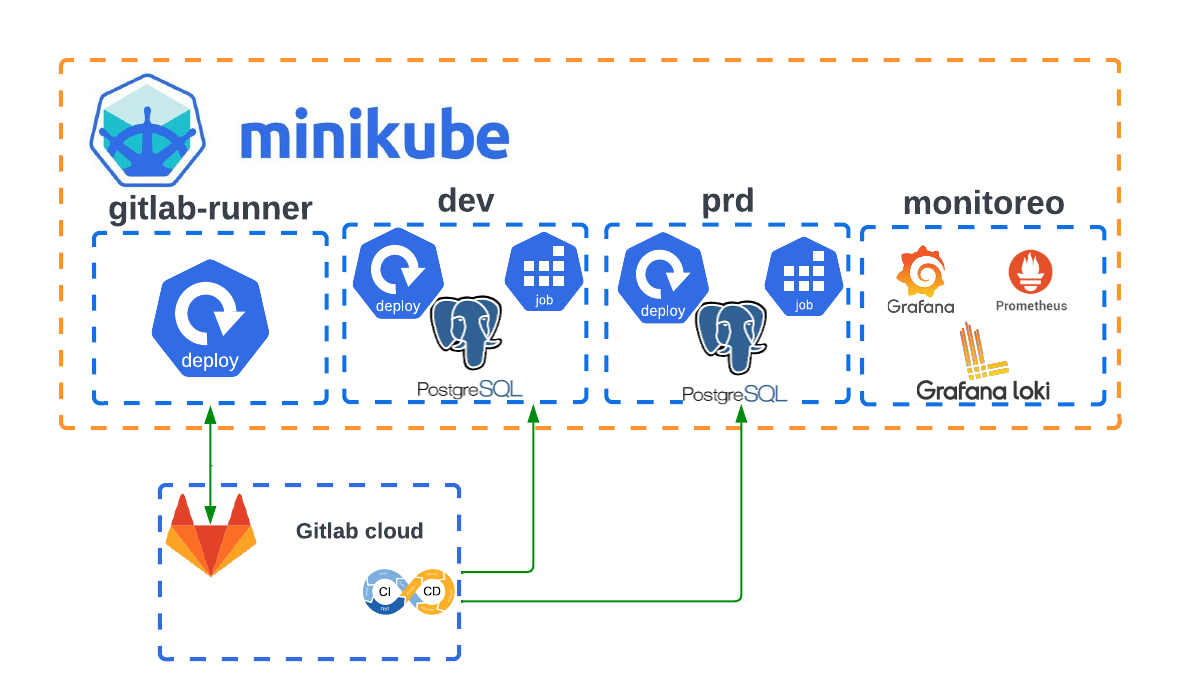 minikube
gitlab-runner
dev
prd
monitoreo
deploy
deploy
job
PostgreSQL
deploy
job
PostgreSQL
Grafana
Prometheus
Grafana loki
Gitlab cloud
CI
CD